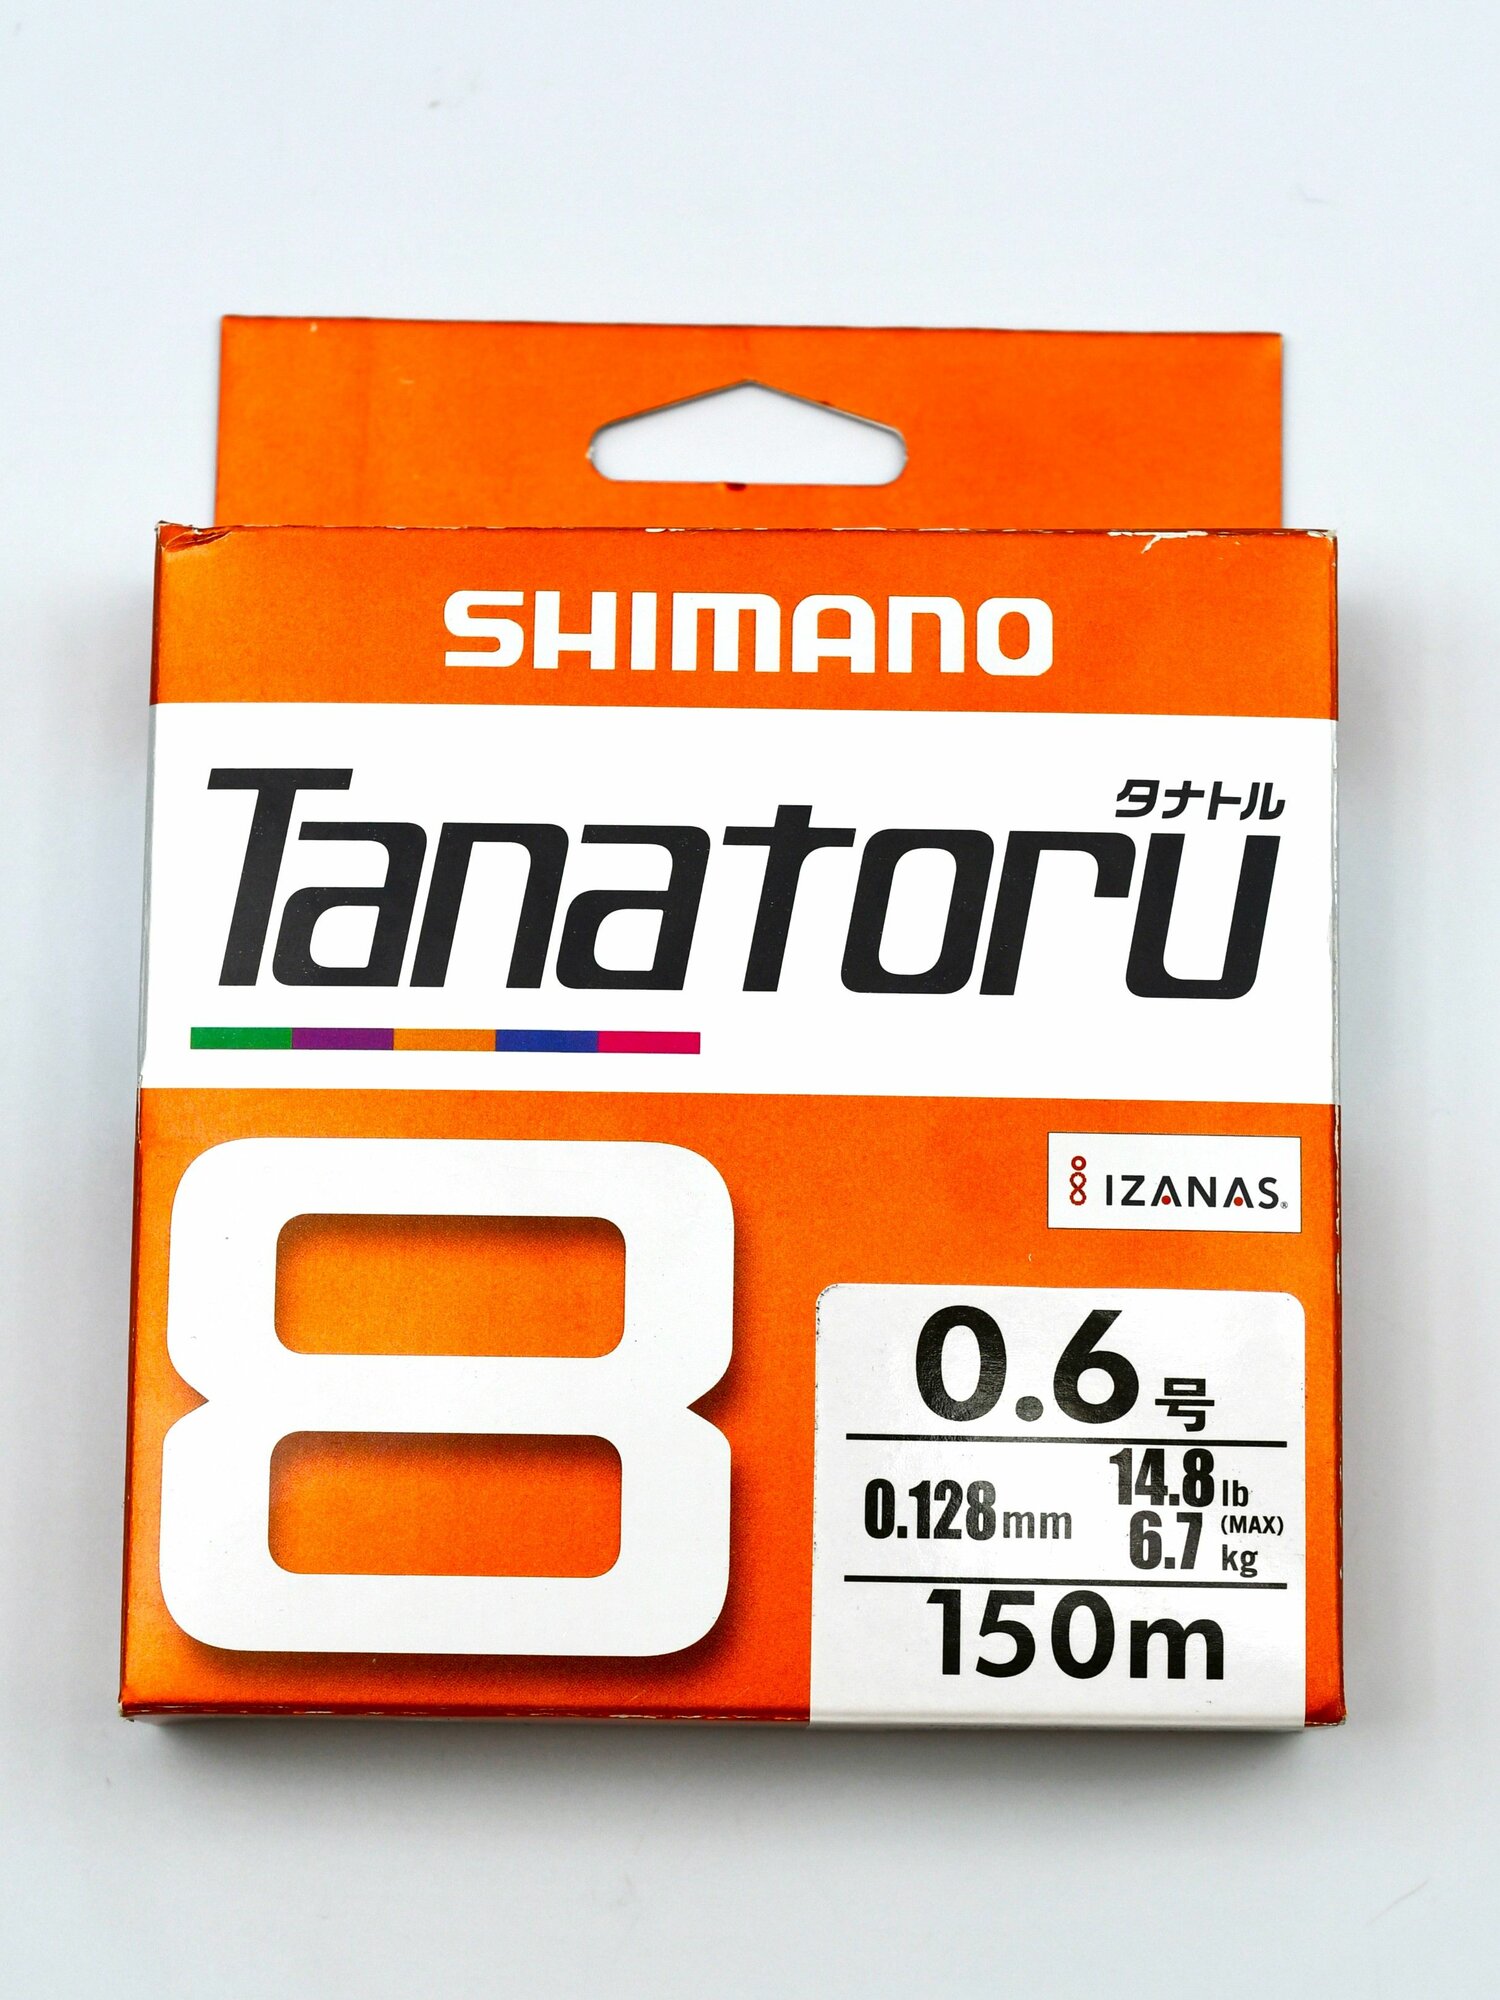 SHIMANO
タナトル
Tanatoru
8
IZANAS®
0.6号
0.128mm
14.8lb
(MAX)
6.7kg
150m